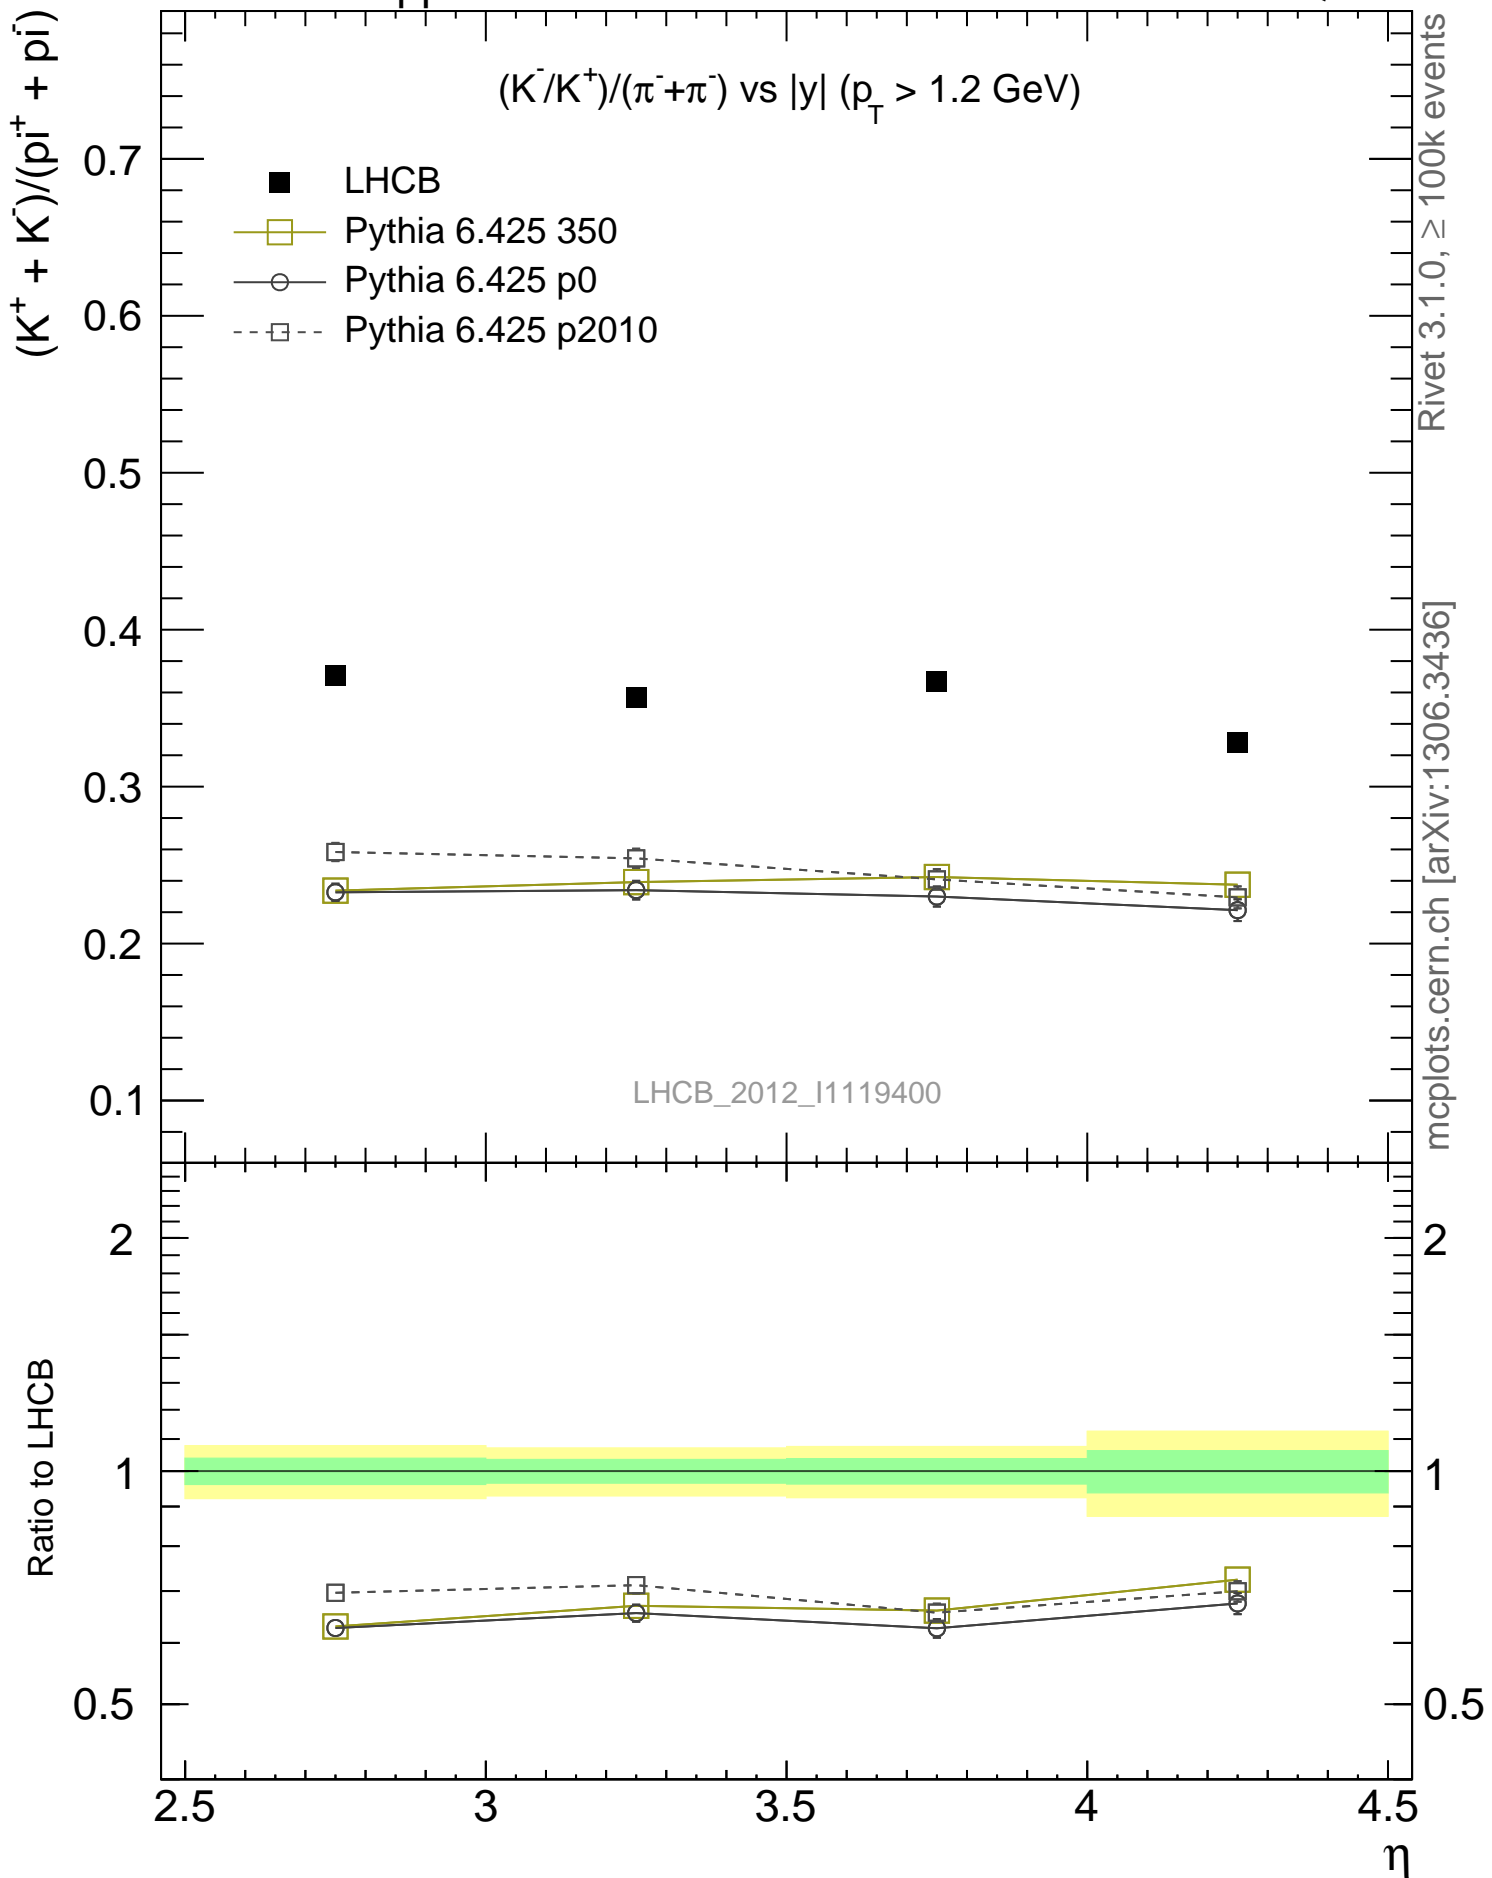 (K⁻/K⁺)/(π⁻+π⁻) vs |y| (p_T > 1.2 GeV)
(K⁺ + K⁻)/(pi⁺ + pi⁻)
LHCB
Pythia 6.425 350
Pythia 6.425 p0
Pythia 6.425 p2010
0.7
0.6
0.5
0.4
0.3
0.2
0.1
LHCB_2012_I1119400
Rivet 3.1.0, ≥ 100k events
mcplots.cern.ch [arXiv:1306.3436]
Ratio to LHCB
2
1
0.5
2
1
0.5
2.5 3 3.5 4 4.5
η